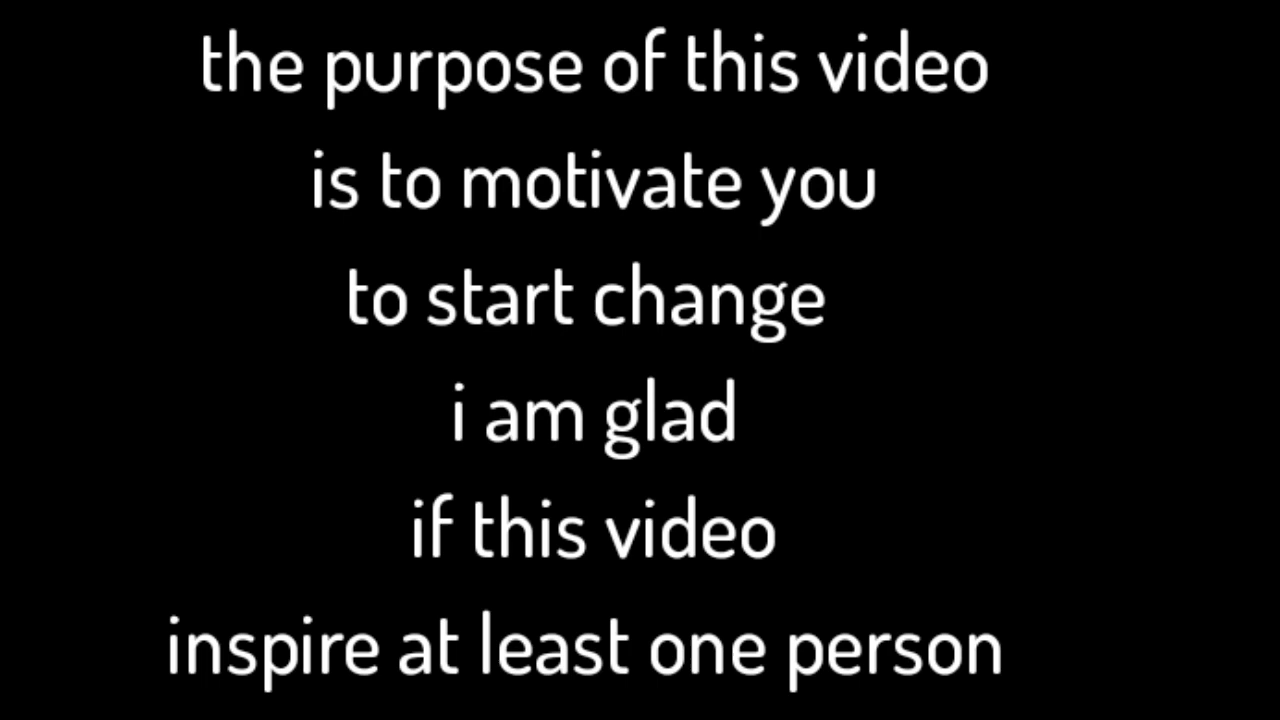 the purpose of this video
is to motivate you
to start change
i am glad
if this video
inspire at least one person